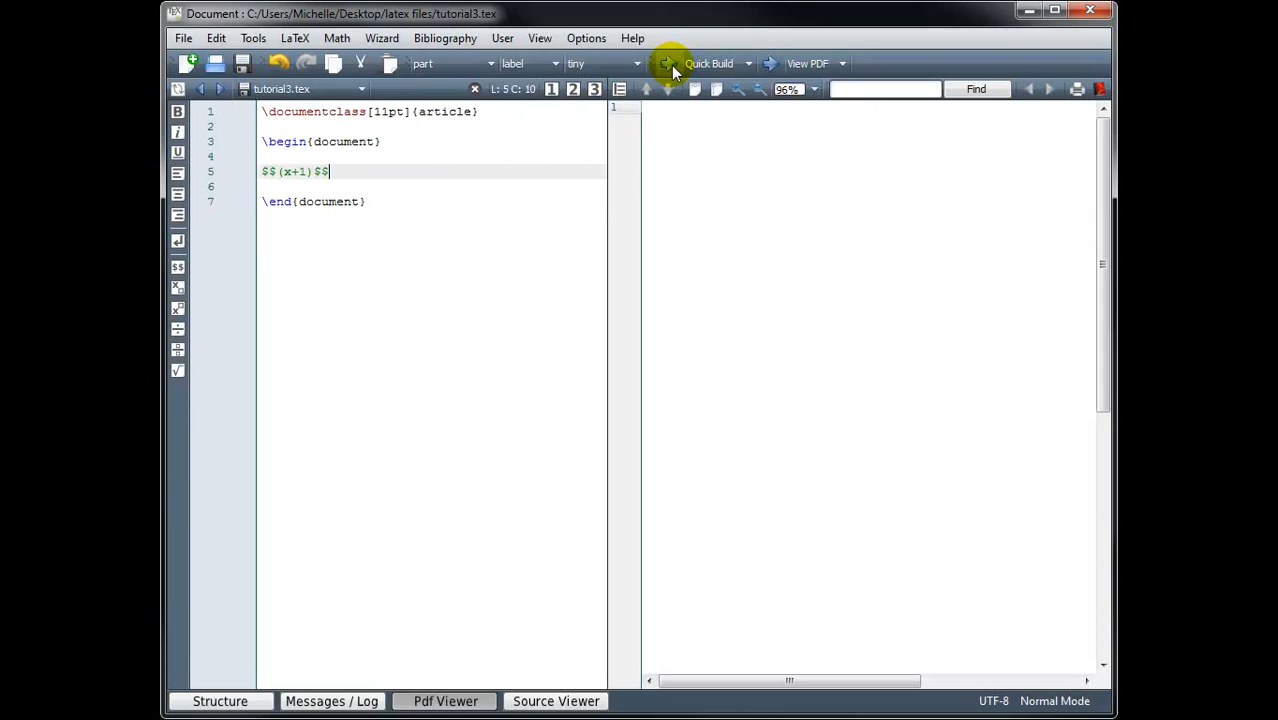 Document : C:/Users/Michelle/Desktop/latex files/tutorial3.tex
File Edit Tools LaTeX Math Wizard Bibliography User View Options Help
part label tiny Quick Build View PDF
tutorial3.tex L: 5 C: 10 1 2 3 96% Find
1 \documentclass[11pt]{article}
2
3 \begin{document}
4
5 $$(x+1)$$
6
7 \end{document}
1
Structure Messages / Log Pdf Viewer Source Viewer UTF-8 Normal Mode